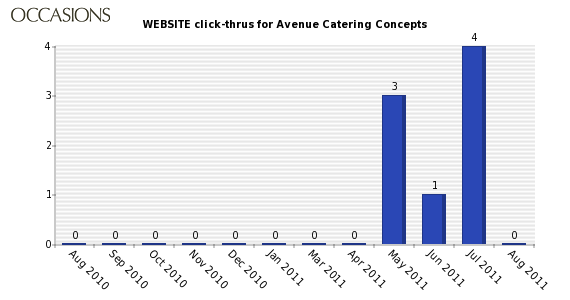 OCCASIONS
WEBSITE click-thrus for Avenue Catering Concepts
4
3
2
1
0
0 0 0 0 0 0 0 0 3 1 4 0
Aug 2010 Sep 2010 Oct 2010 Nov 2010 Dec 2010 Jan 2011 Mar 2011 Apr 2011 May 2011 Jun 2011 Jul 2011 Aug 2011